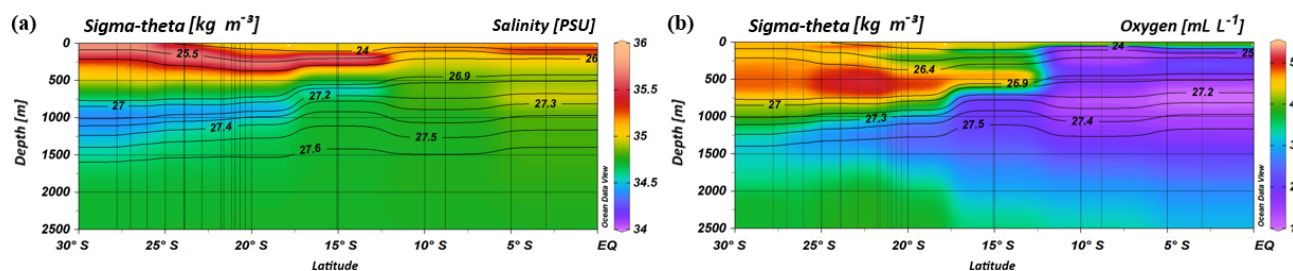 (a)
Sigma-theta [kg m⁻³]
Salinity [PSU]
0
500
1000
1500
2000
2500
Depth [m]
25.5
24
26
26.9
27
27.2
27.3
27.4
27.5
27.6
36
35.5
35
34.5
34
Ocean Data View
30° S
25° S
20° S
15° S
10° S
5° S
EQ
Latitude
(b)
Sigma-theta [kg m⁻³]
Oxygen [mL L⁻¹]
0
500
1000
1500
2000
2500
Depth [m]
24
25
26.4
26.9
27
27.2
27.3
27.4
27.5
5
4
3
2
1
Ocean Data View
30° S
25° S
20° S
15° S
10° S
5° S
EQ
Latitude